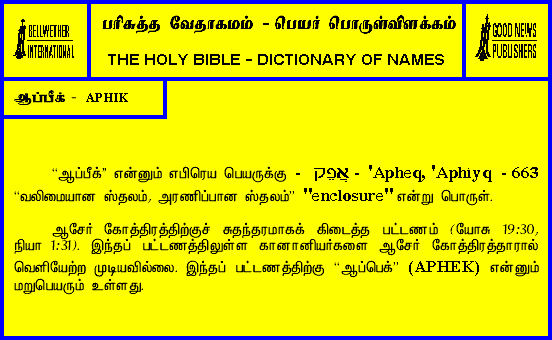 BELLWETHER
INTERNATIONAL
பரிசுத்த வேதாகமம் - பெயர் பொருள்விளக்கம்
THE HOLY BIBLE - DICTIONARY OF NAMES
GOOD NEWS
PUBLISHERS
ஆப்பீக் - APHIK
“ஆப்பீக்” என்னும் எபிரெய பெயருக்கு - אֲפֵק - 'Apheq, 'Aphiyq - 663
“வலிமையான ஸ்தலம், அரணிப்பான ஸ்தலம்” "enclosure" என்று பொருள்.
ஆசேர் கோத்திரத்திற்குச் சுதந்தரமாகக் கிடைத்த பட்டணம் (யோசு 19:30,
நியா 1:31). இந்தப் பட்டணத்திலுள்ள கானானியர்களை ஆசேர் கோத்திரத்தாரால்
வெளியேற்ற முடியவில்லை. இந்தப் பட்டணத்திற்கு “ஆப்பெக்” (APHEK) என்னும்
மறுபெயரும் உள்ளது.